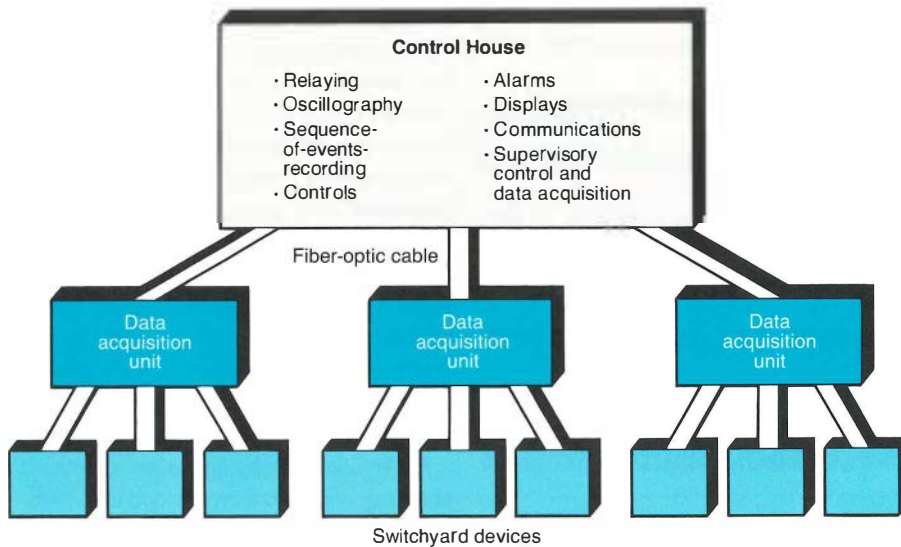 Control House
· Relaying
· Oscillography
· Sequence-
of-events-
recording
· Controls
· Alarms
· Displays
· Communications
· Supervisory
control and
data acquisition
Fiber-optic cable
Data
acquisition
unit
Data
acquisition
unit
Data
acquisition
unit
Switchyard devices